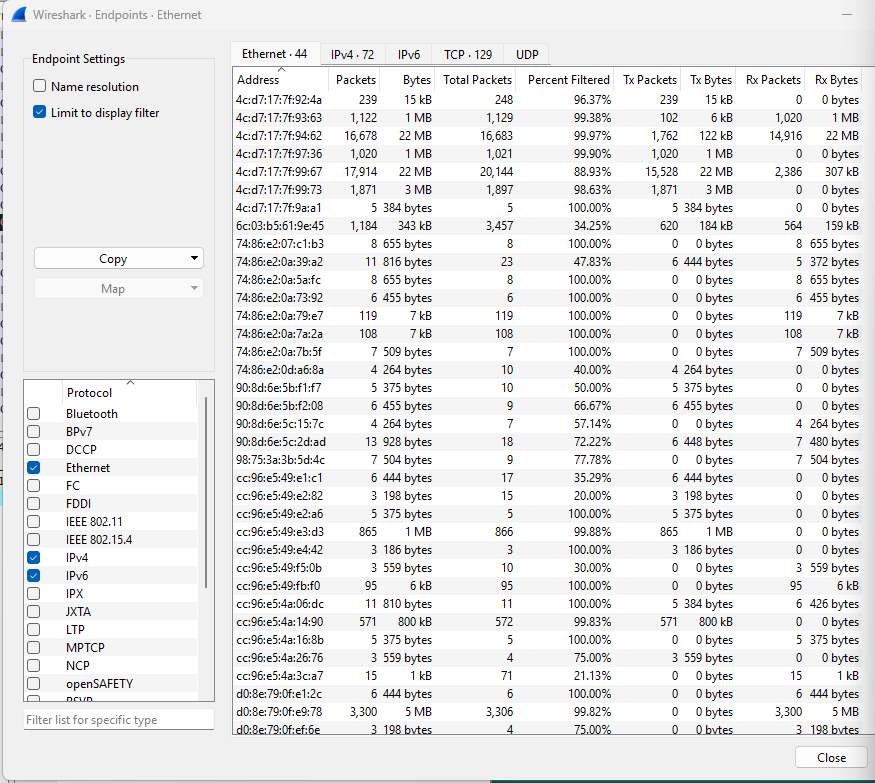 Wireshark · Endpoints · Ethernet
Endpoint Settings
Name resolution
Limit to display filter
Copy
Map
Protocol
Bluetooth
BPv7
DCCP
Ethernet
FC
FDDI
IEEE 802.11
IEEE 802.15.4
IPv4
IPv6
IPX
JXTA
LTP
MPTCP
NCP
openSAFETY
RSVP
Filter list for specific type
Ethernet · 44 IPv4 · 72 IPv6 TCP · 129 UDP
Address Packets Bytes Total Packets Percent Filtered Tx Packets Tx Bytes Rx Packets Rx Bytes
4c:d7:17:7f:92:4a 239 15 kB 248 96.37% 239 15 kB 0 0 bytes
4c:d7:17:7f:93:63 1,122 1 MB 1,129 99.38% 102 6 kB 1,020 1 MB
4c:d7:17:7f:94:62 16,678 22 MB 16,683 99.97% 1,762 122 kB 14,916 22 MB
4c:d7:17:7f:97:36 1,020 1 MB 1,021 99.90% 1,020 1 MB 0 0 bytes
4c:d7:17:7f:99:67 17,914 22 MB 20,144 88.93% 15,528 22 MB 2,386 307 kB
4c:d7:17:7f:99:73 1,871 3 MB 1,897 98.63% 1,871 3 MB 0 0 bytes
4c:d7:17:7f:9a:a1 5 384 bytes 5 100.00% 5 384 bytes 0 0 bytes
6c:03:b5:61:9e:45 1,184 343 kB 3,457 34.25% 620 184 kB 564 159 kB
74:86:e2:07:c1:b3 8 655 bytes 8 100.00% 0 0 bytes 8 655 bytes
74:86:e2:0a:39:a2 11 816 bytes 23 47.83% 6 444 bytes 5 372 bytes
74:86:e2:0a:5a:fc 8 655 bytes 8 100.00% 0 0 bytes 8 655 bytes
74:86:e2:0a:73:92 6 455 bytes 6 100.00% 0 0 bytes 6 455 bytes
74:86:e2:0a:79:e7 119 7 kB 119 100.00% 0 0 bytes 119 7 kB
74:86:e2:0a:7a:2a 108 7 kB 108 100.00% 0 0 bytes 108 7 kB
74:86:e2:0a:7b:5f 7 509 bytes 7 100.00% 0 0 bytes 7 509 bytes
74:86:e2:0d:a6:8a 4 264 bytes 10 40.00% 4 264 bytes 0 0 bytes
90:8d:6e:5b:f1:f7 5 375 bytes 10 50.00% 5 375 bytes 0 0 bytes
90:8d:6e:5b:f2:08 6 455 bytes 9 66.67% 6 455 bytes 0 0 bytes
90:8d:6e:5c:15:7c 4 264 bytes 7 57.14% 0 0 bytes 4 264 bytes
90:8d:6e:5c:2d:ad 13 928 bytes 18 72.22% 6 448 bytes 7 480 bytes
98:75:3a:3b:5d:4c 7 504 bytes 9 77.78% 0 0 bytes 7 504 bytes
cc:96:e5:49:e1:c1 6 444 bytes 17 35.29% 6 444 bytes 0 0 bytes
cc:96:e5:49:e2:82 3 198 bytes 15 20.00% 3 198 bytes 0 0 bytes
cc:96:e5:49:e2:a6 5 375 bytes 5 100.00% 5 375 bytes 0 0 bytes
cc:96:e5:49:e3:d3 865 1 MB 866 99.88% 865 1 MB 0 0 bytes
cc:96:e5:49:e4:42 3 186 bytes 3 100.00% 3 186 bytes 0 0 bytes
cc:96:e5:49:f5:0b 3 559 bytes 10 30.00% 0 0 bytes 3 559 bytes
cc:96:e5:49:fb:f0 95 6 kB 95 100.00% 0 0 bytes 95 6 kB
cc:96:e5:4a:06:dc 11 810 bytes 11 100.00% 5 384 bytes 6 426 bytes
cc:96:e5:4a:14:90 571 800 kB 572 99.83% 571 800 kB 0 0 bytes
cc:96:e5:4a:16:8b 5 375 bytes 5 100.00% 0 0 bytes 5 375 bytes
cc:96:e5:4a:26:76 3 559 bytes 4 75.00% 3 559 bytes 0 0 bytes
cc:96:e5:4a:3c:a7 15 1 kB 71 21.13% 0 0 bytes 15 1 kB
d0:8e:79:0f:e1:2c 6 444 bytes 6 100.00% 0 0 bytes 6 444 bytes
d0:8e:79:0f:e9:78 3,300 5 MB 3,306 99.82% 0 0 bytes 3,300 5 MB
d0:8e:79:0f:ef:6e 3 198 bytes 4 75.00% 0 0 bytes 3 198 bytes
Close